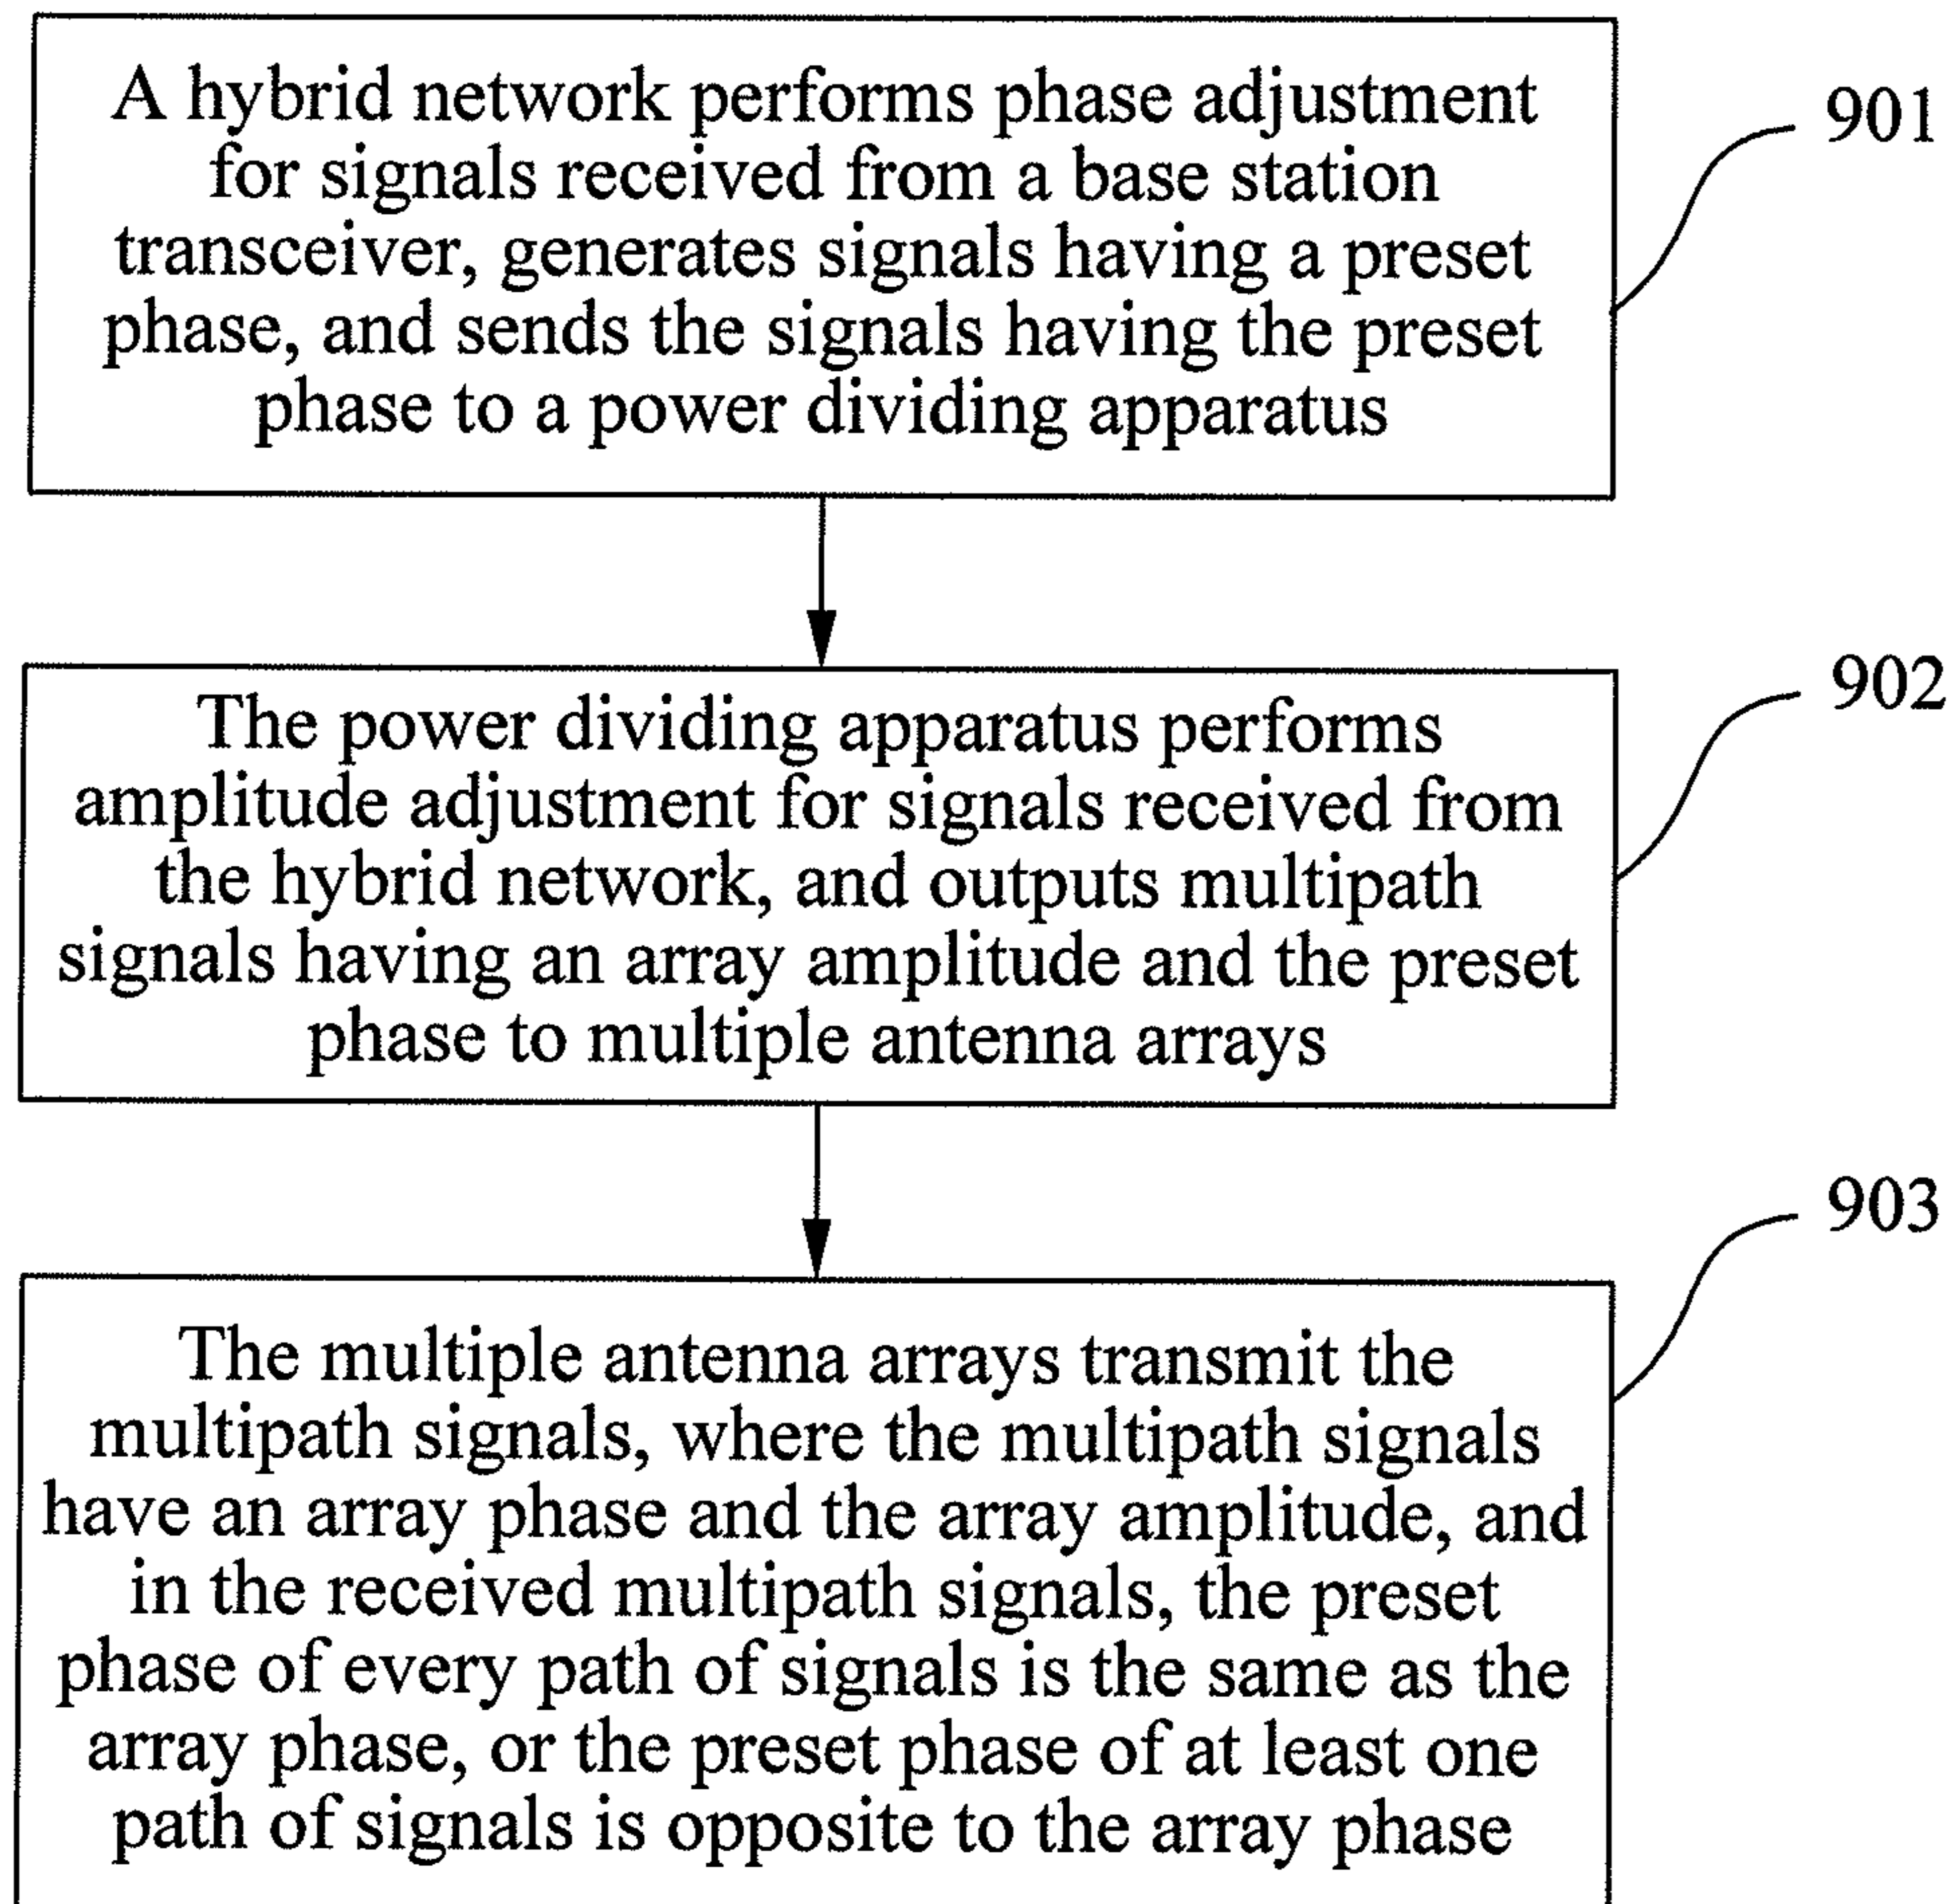 A hybrid network performs phase adjustment
for signals received from a base station
transceiver, generates signals having a preset
phase, and sends the signals having the preset
phase to a power dividing apparatus
901
The power dividing apparatus performs
amplitude adjustment for signals received from
the hybrid network, and outputs multipath
signals having an array amplitude and the preset
phase to multiple antenna arrays
902
The multiple antenna arrays transmit the
multipath signals, where the multipath signals
have an array phase and the array amplitude, and
in the received multipath signals, the preset
phase of every path of signals is the same as the
array phase, or the preset phase of at least one
path of signals is opposite to the array phase
903